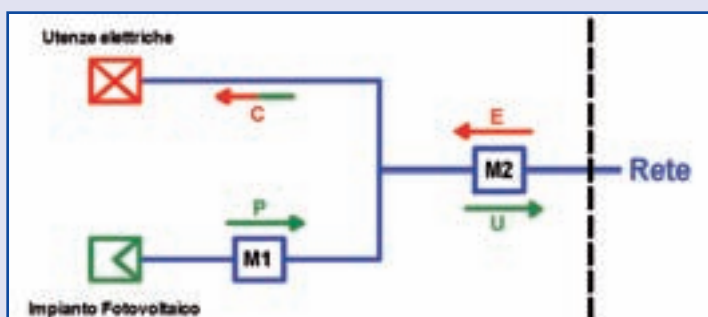 Utenze elettriche
C
E
M2
Rete
P
U
M1
Impianto Fotovoltaico